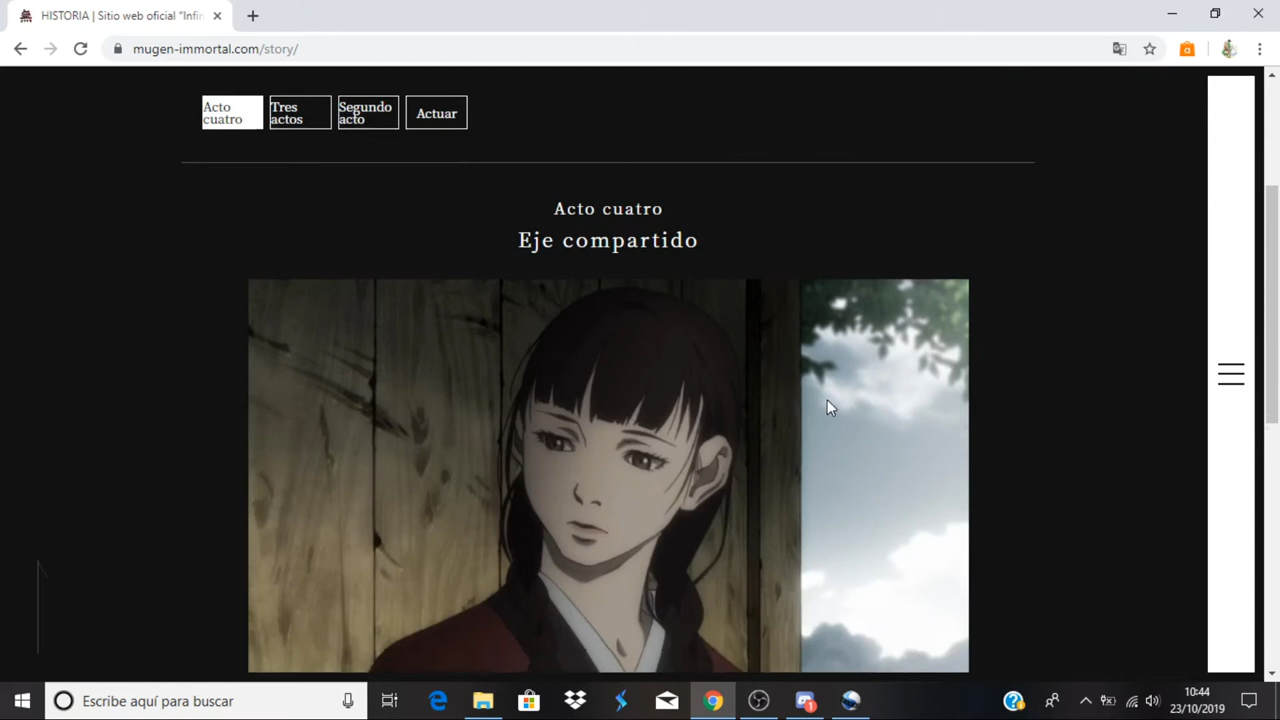 HISTORIA | Sitio web oficial "Infin
mugen-immortal.com/story/
Acto cuatro
Tres actos
Segundo acto
Actuar
Acto cuatro
Eje compartido
Escribe aquí para buscar
10:44
23/10/2019